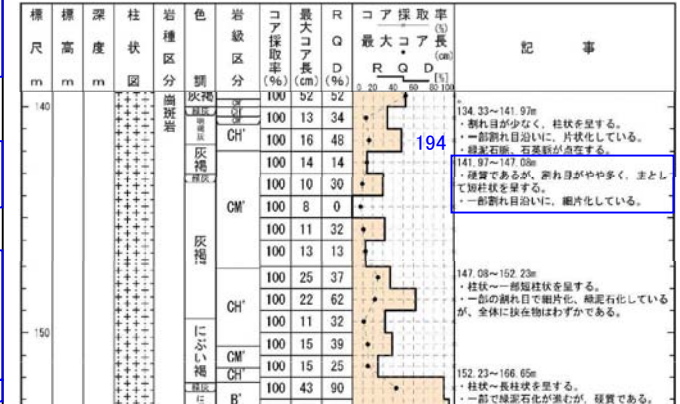 標尺m
標高m
深度m
柱状図
岩種区分
色調
岩級区分
コア採取率(%)
最大コア長(cm)
RQD(%)
コア採取率(%)
最大コア長(cm)
RQD[%]
0 20 40 60 80 100
記事
140
150
斑岩
灰褐
灰褐
灰褐
にぶい褐
に
CH'
CM'
CH'
CM'
CH'
B'
100 52 52
100 13 34
100 16 48
100 14 14
100 10 30
100 8 0
100 11 32
100 13 13
100 25 37
100 22 62
100 11 32
100 15 39
100 15 25
100 43 90
194
134.33～141.97m
・割れ目が少なく，柱状を呈する。
・一部割れ目沿いに，片状化している。
・緑泥石脈，石英脈が点在する。
141.97～147.08m
・硬質であるが，割れ目がやや多く，主とし
て短柱状を呈する。
・一部割れ目沿いに，細片化している。
147.08～152.23m
・柱状～一部短柱状を呈する。
・一部の割れ目で細片化，緑泥石化している
が，全体に挟在物はわずかである。
152.23～166.65m
・柱状～長柱状を呈する。
・一部で緑泥石化が進むが，硬質である。